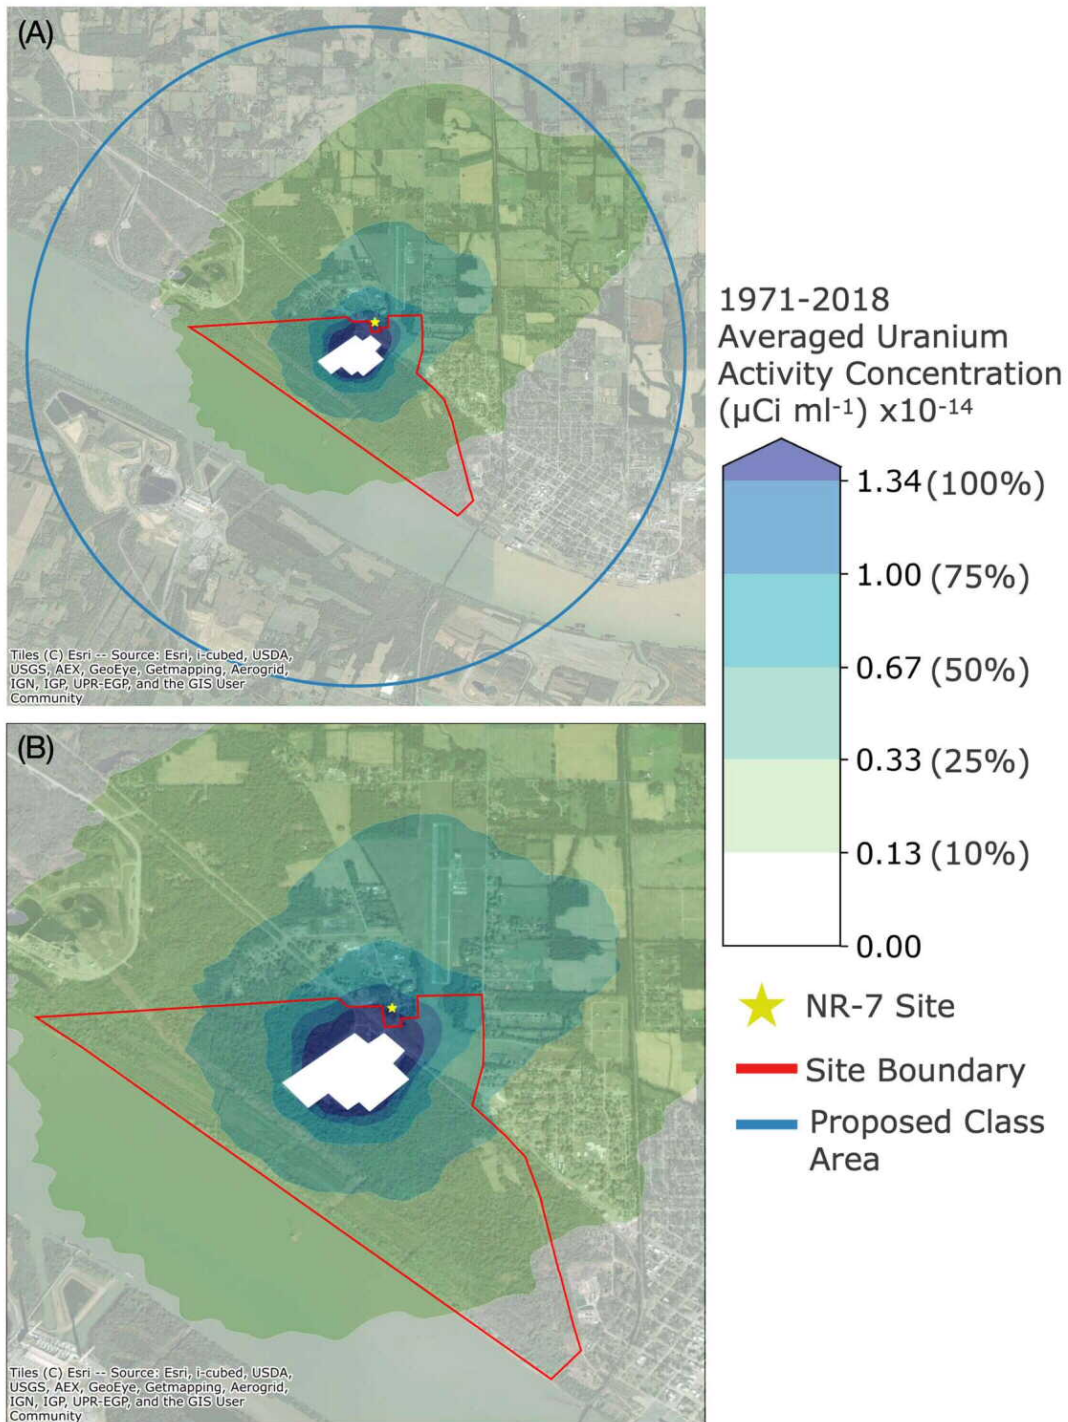 (A)
Tiles (C) Esri -- Source: Esri, i-cubed, USDA,
USGS, AEX, GeoEye, Getmapping, Aerogrid,
IGN, IGP, UPR-EGP, and the GIS User
Community
(B)
Tiles (C) Esri -- Source: Esri, i-cubed, USDA,
USGS, AEX, GeoEye, Getmapping, Aerogrid,
IGN, IGP, UPR-EGP, and the GIS User
Community
1971-2018
Averaged Uranium
Activity Concentration
(µCi ml-1) x10-14
1.34 (100%)
1.00 (75%)
0.67 (50%)
0.33 (25%)
0.13 (10%)
0.00
NR-7 Site
Site Boundary
Proposed Class
Area